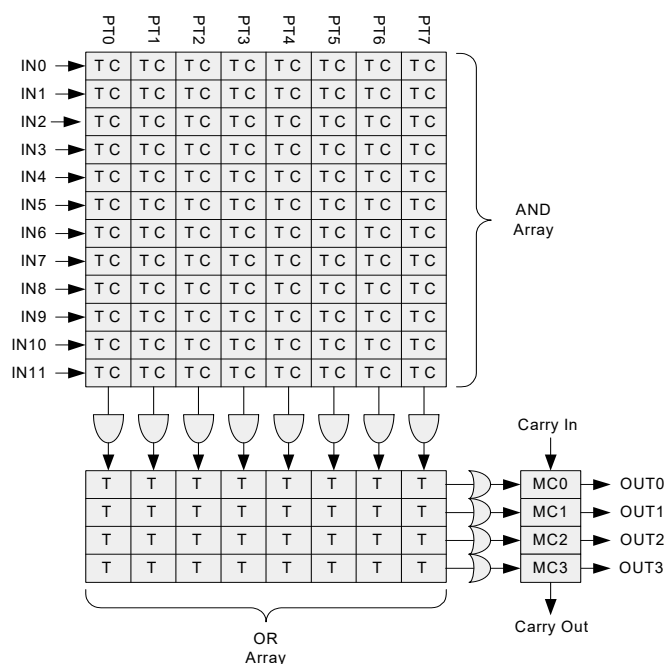 PT0 PT1 PT2 PT3 PT4 PT5 PT6 PT7
IN0 T C T C T C T C T C T C T C T C
IN1 T C T C T C T C T C T C T C T C
IN2 T C T C T C T C T C T C T C T C
IN3 T C T C T C T C T C T C T C T C
IN4 T C T C T C T C T C T C T C T C
IN5 T C T C T C T C T C T C T C T C
IN6 T C T C T C T C T C T C T C T C
IN7 T C T C T C T C T C T C T C T C
IN8 T C T C T C T C T C T C T C T C
IN9 T C T C T C T C T C T C T C T C
IN10 T C T C T C T C T C T C T C T C
IN11 T C T C T C T C T C T C T C T C
AND
Array
Carry In
T T T T T T T T MC0 OUT0
T T T T T T T T MC1 OUT1
T T T T T T T T MC2 OUT2
T T T T T T T T MC3 OUT3
Carry Out
OR
Array